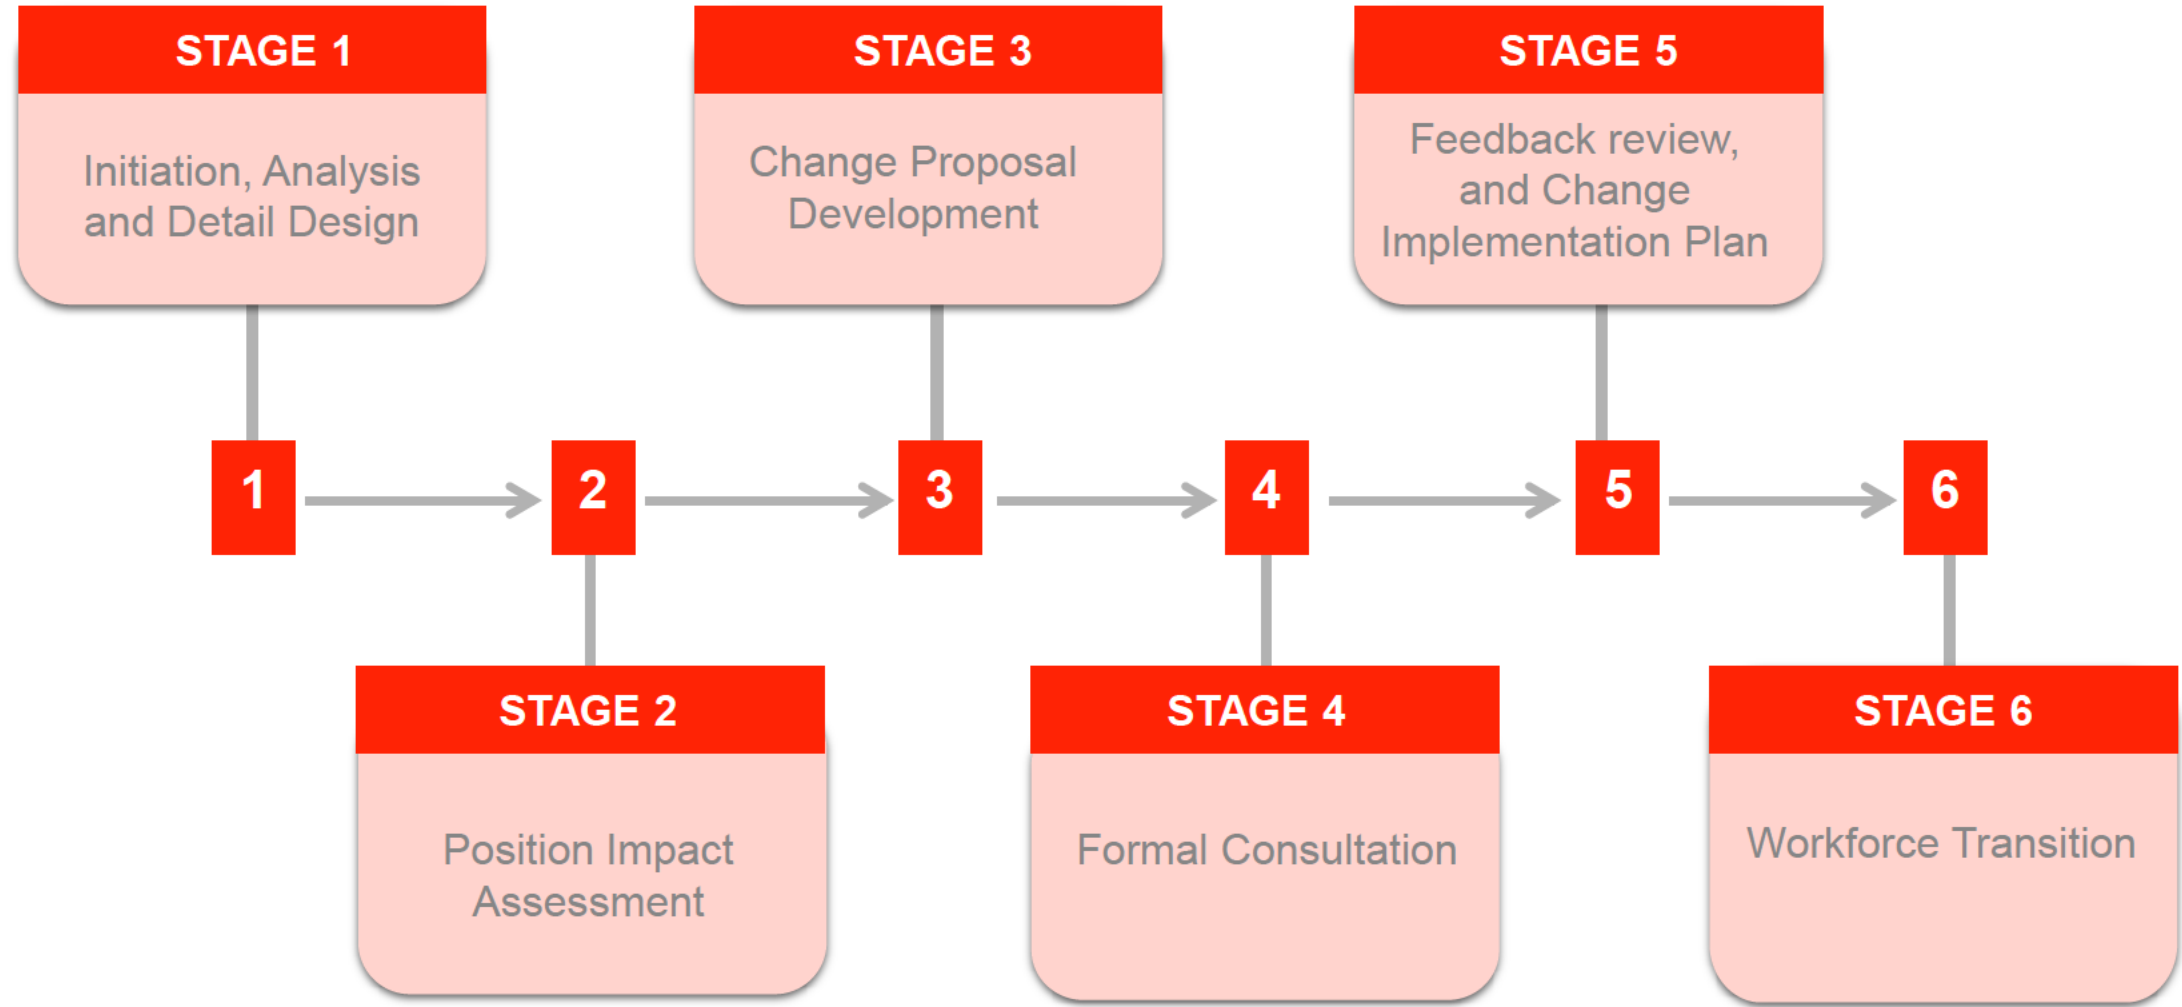 STAGE 1
Initiation, Analysis
and Detail Design
STAGE 3
Change Proposal
Development
STAGE 5
Feedback review,
and Change
Implementation Plan
1
2
3
4
5
6
STAGE 2
Position Impact
Assessment
STAGE 4
Formal Consultation
STAGE 6
Workforce Transition